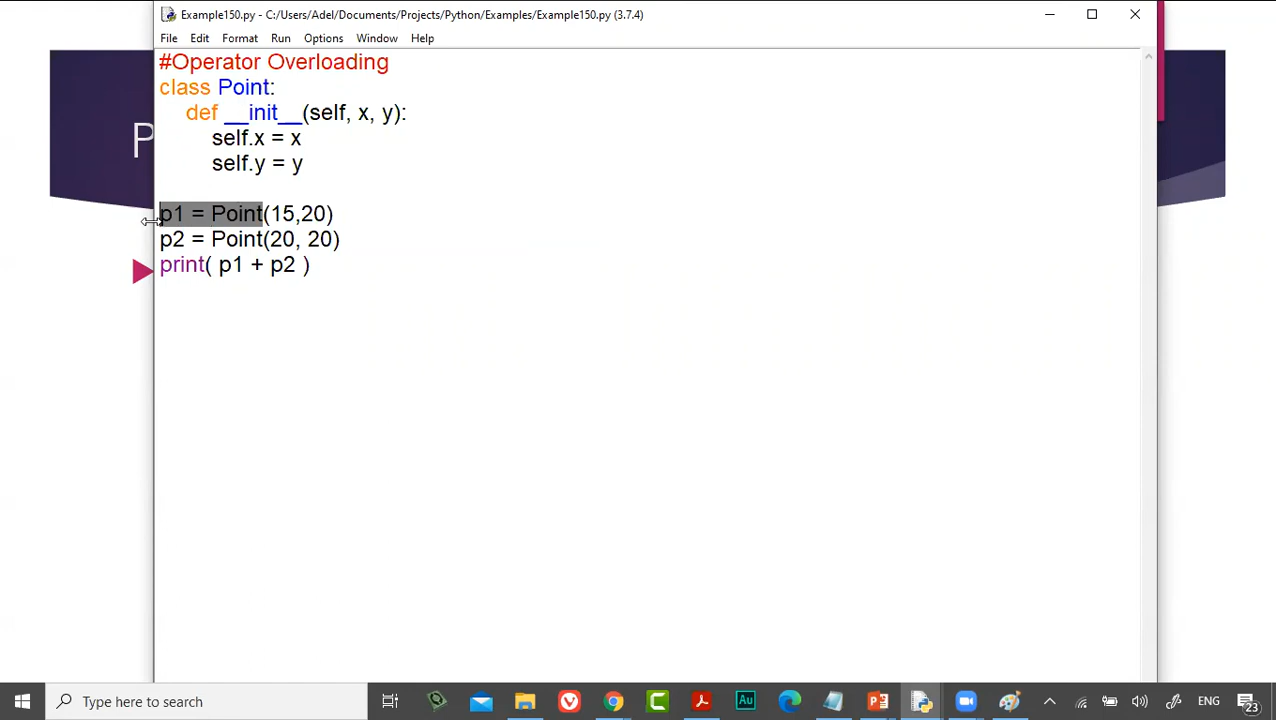 Example150.py - C:/Users/Adel/Documents/Projects/Python/Examples/Example150.py (3.7.4)
File Edit Format Run Options Window Help
#Operator Overloading
class Point:
def __init__(self, x, y):
self.x = x
self.y = y
p1 = Point(15,20)
p2 = Point(20, 20)
print( p1 + p2 )
P
Type here to search
Au
ENG
23